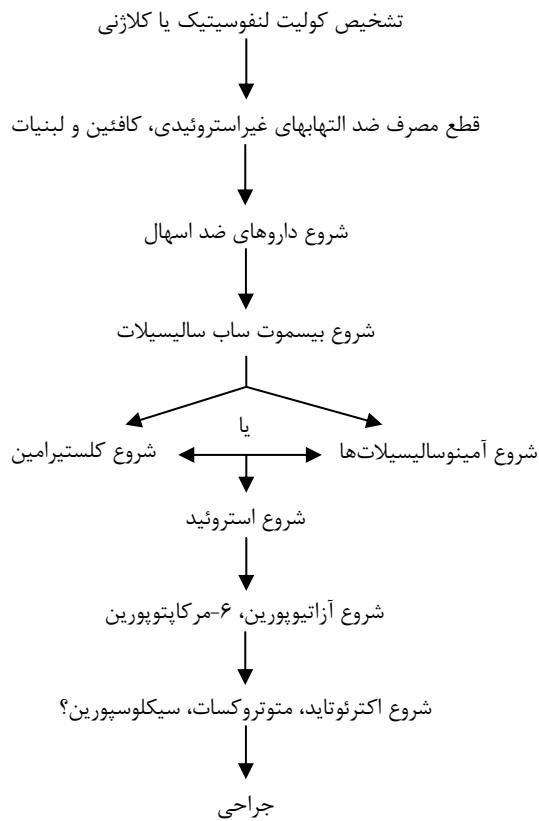 تشخیص کولیت لنفوسیتیک یا کلاژنی
قطع مصرف ضد التهابهای غیراستروئیدی، کافئین و لبنیات
شروع داروهای ضد اسهال
شروع بیسموت ساب سالیسیلات
یا
شروع آمینوسالیسیلات‌ها
شروع کلستیرامین
شروع استروئید
شروع آزاتیوپورین، ۶-مرکاپتوپورین
شروع اکترئوتاید، متوتروکسات، سیکلوسپورین؟
جراحی